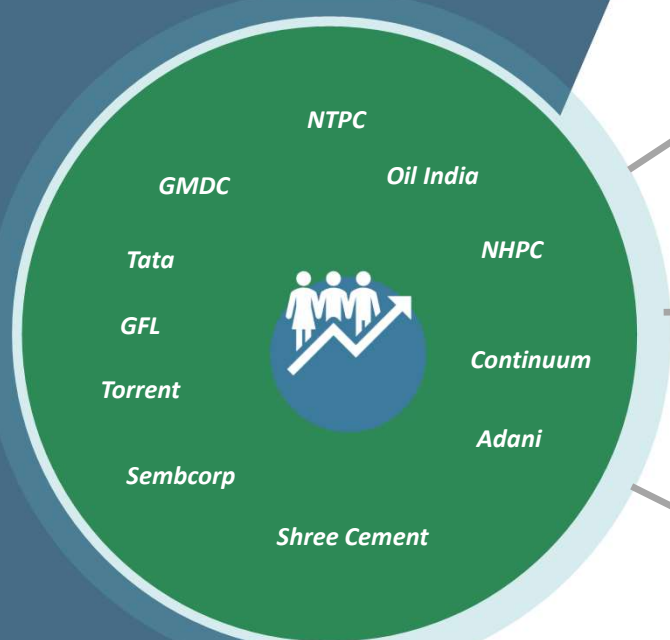 NTPC
Oil India
GMDC
NHPC
Tata
GFL
Continuum
Torrent
Adani
Sembcorp
Shree Cement